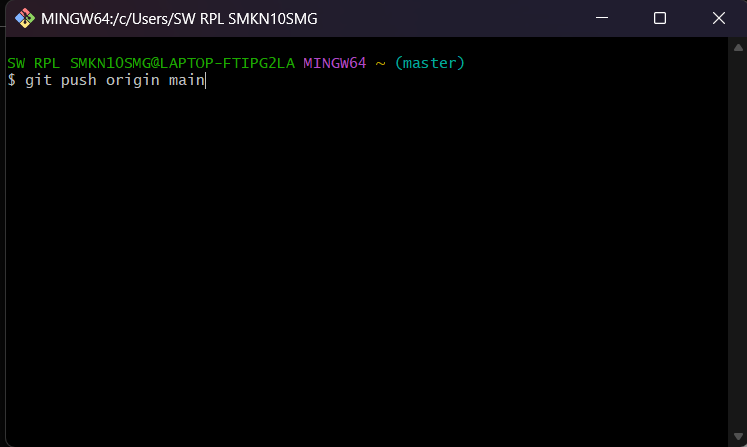 MINGW64:/c/Users/SW RPL SMKN10SMG
SW RPL SMKN10SMG@LAPTOP-FTIPG2LA MINGW64 ~ (master)
$ git push origin main